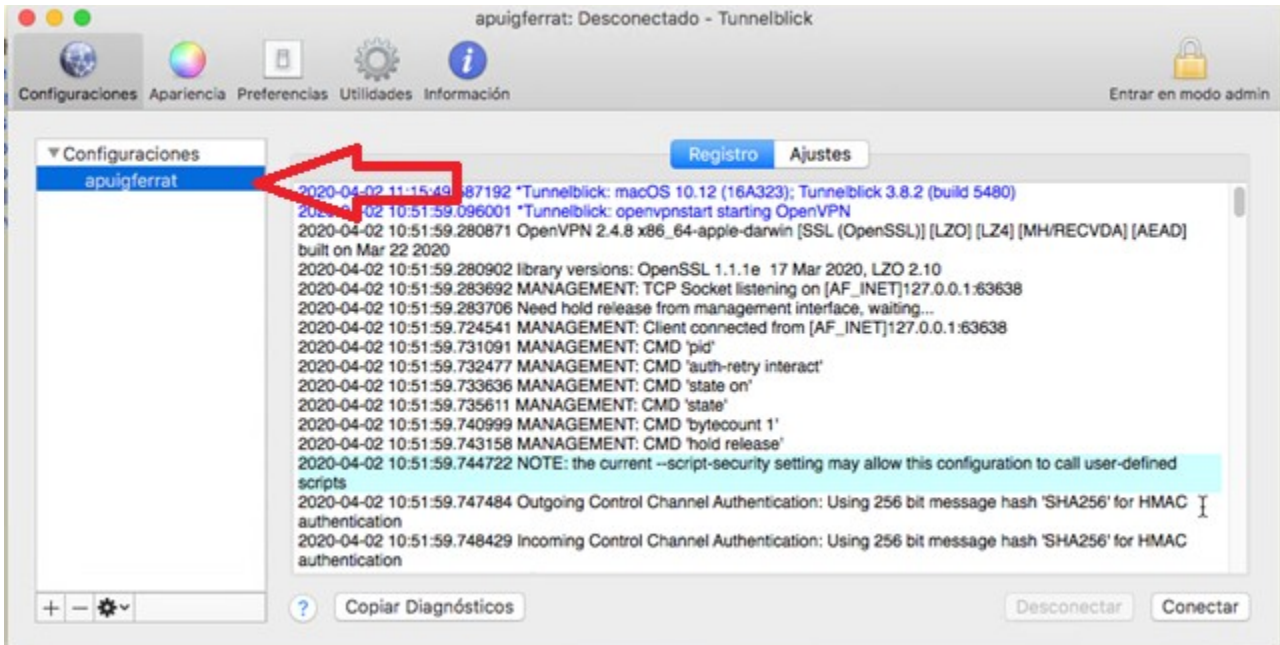 apuigferrat: Desconectado - Tunnelblick
Configuraciones Apariencia Preferencias Utilidades Información
Entrar en modo admin
Configuraciones
apuigferrat
Registro Ajustes
2020-04-02 11:15:49.587192 *Tunnelblick: macOS 10.12 (16A323); Tunnelblick 3.8.2 (build 5480)
2020-04-02 10:51:59.096001 *Tunnelblick: openvpnstart starting OpenVPN
2020-04-02 10:51:59.280871 OpenVPN 2.4.8 x86_64-apple-darwin [SSL (OpenSSL)] [LZO] [LZ4] [MH/RECVDA] [AEAD]
built on Mar 22 2020
2020-04-02 10:51:59.280902 library versions: OpenSSL 1.1.1e 17 Mar 2020, LZO 2.10
2020-04-02 10:51:59.283692 MANAGEMENT: TCP Socket listening on [AF_INET]127.0.0.1:63638
2020-04-02 10:51:59.283706 Need hold release from management interface, waiting...
2020-04-02 10:51:59.724541 MANAGEMENT: Client connected from [AF_INET]127.0.0.1:63638
2020-04-02 10:51:59.731091 MANAGEMENT: CMD 'pid'
2020-04-02 10:51:59.732477 MANAGEMENT: CMD 'auth-retry interact'
2020-04-02 10:51:59.733636 MANAGEMENT: CMD 'state on'
2020-04-02 10:51:59.735611 MANAGEMENT: CMD 'state'
2020-04-02 10:51:59.740999 MANAGEMENT: CMD 'bytecount 1'
2020-04-02 10:51:59.743158 MANAGEMENT: CMD 'hold release'
2020-04-02 10:51:59.744722 NOTE: the current --script-security setting may allow this configuration to call user-defined
scripts
2020-04-02 10:51:59.747484 Outgoing Control Channel Authentication: Using 256 bit message hash 'SHA256' for HMAC
authentication
2020-04-02 10:51:59.748429 Incoming Control Channel Authentication: Using 256 bit message hash 'SHA256' for HMAC
authentication
? Copiar Diagnósticos Desconectar Conectar